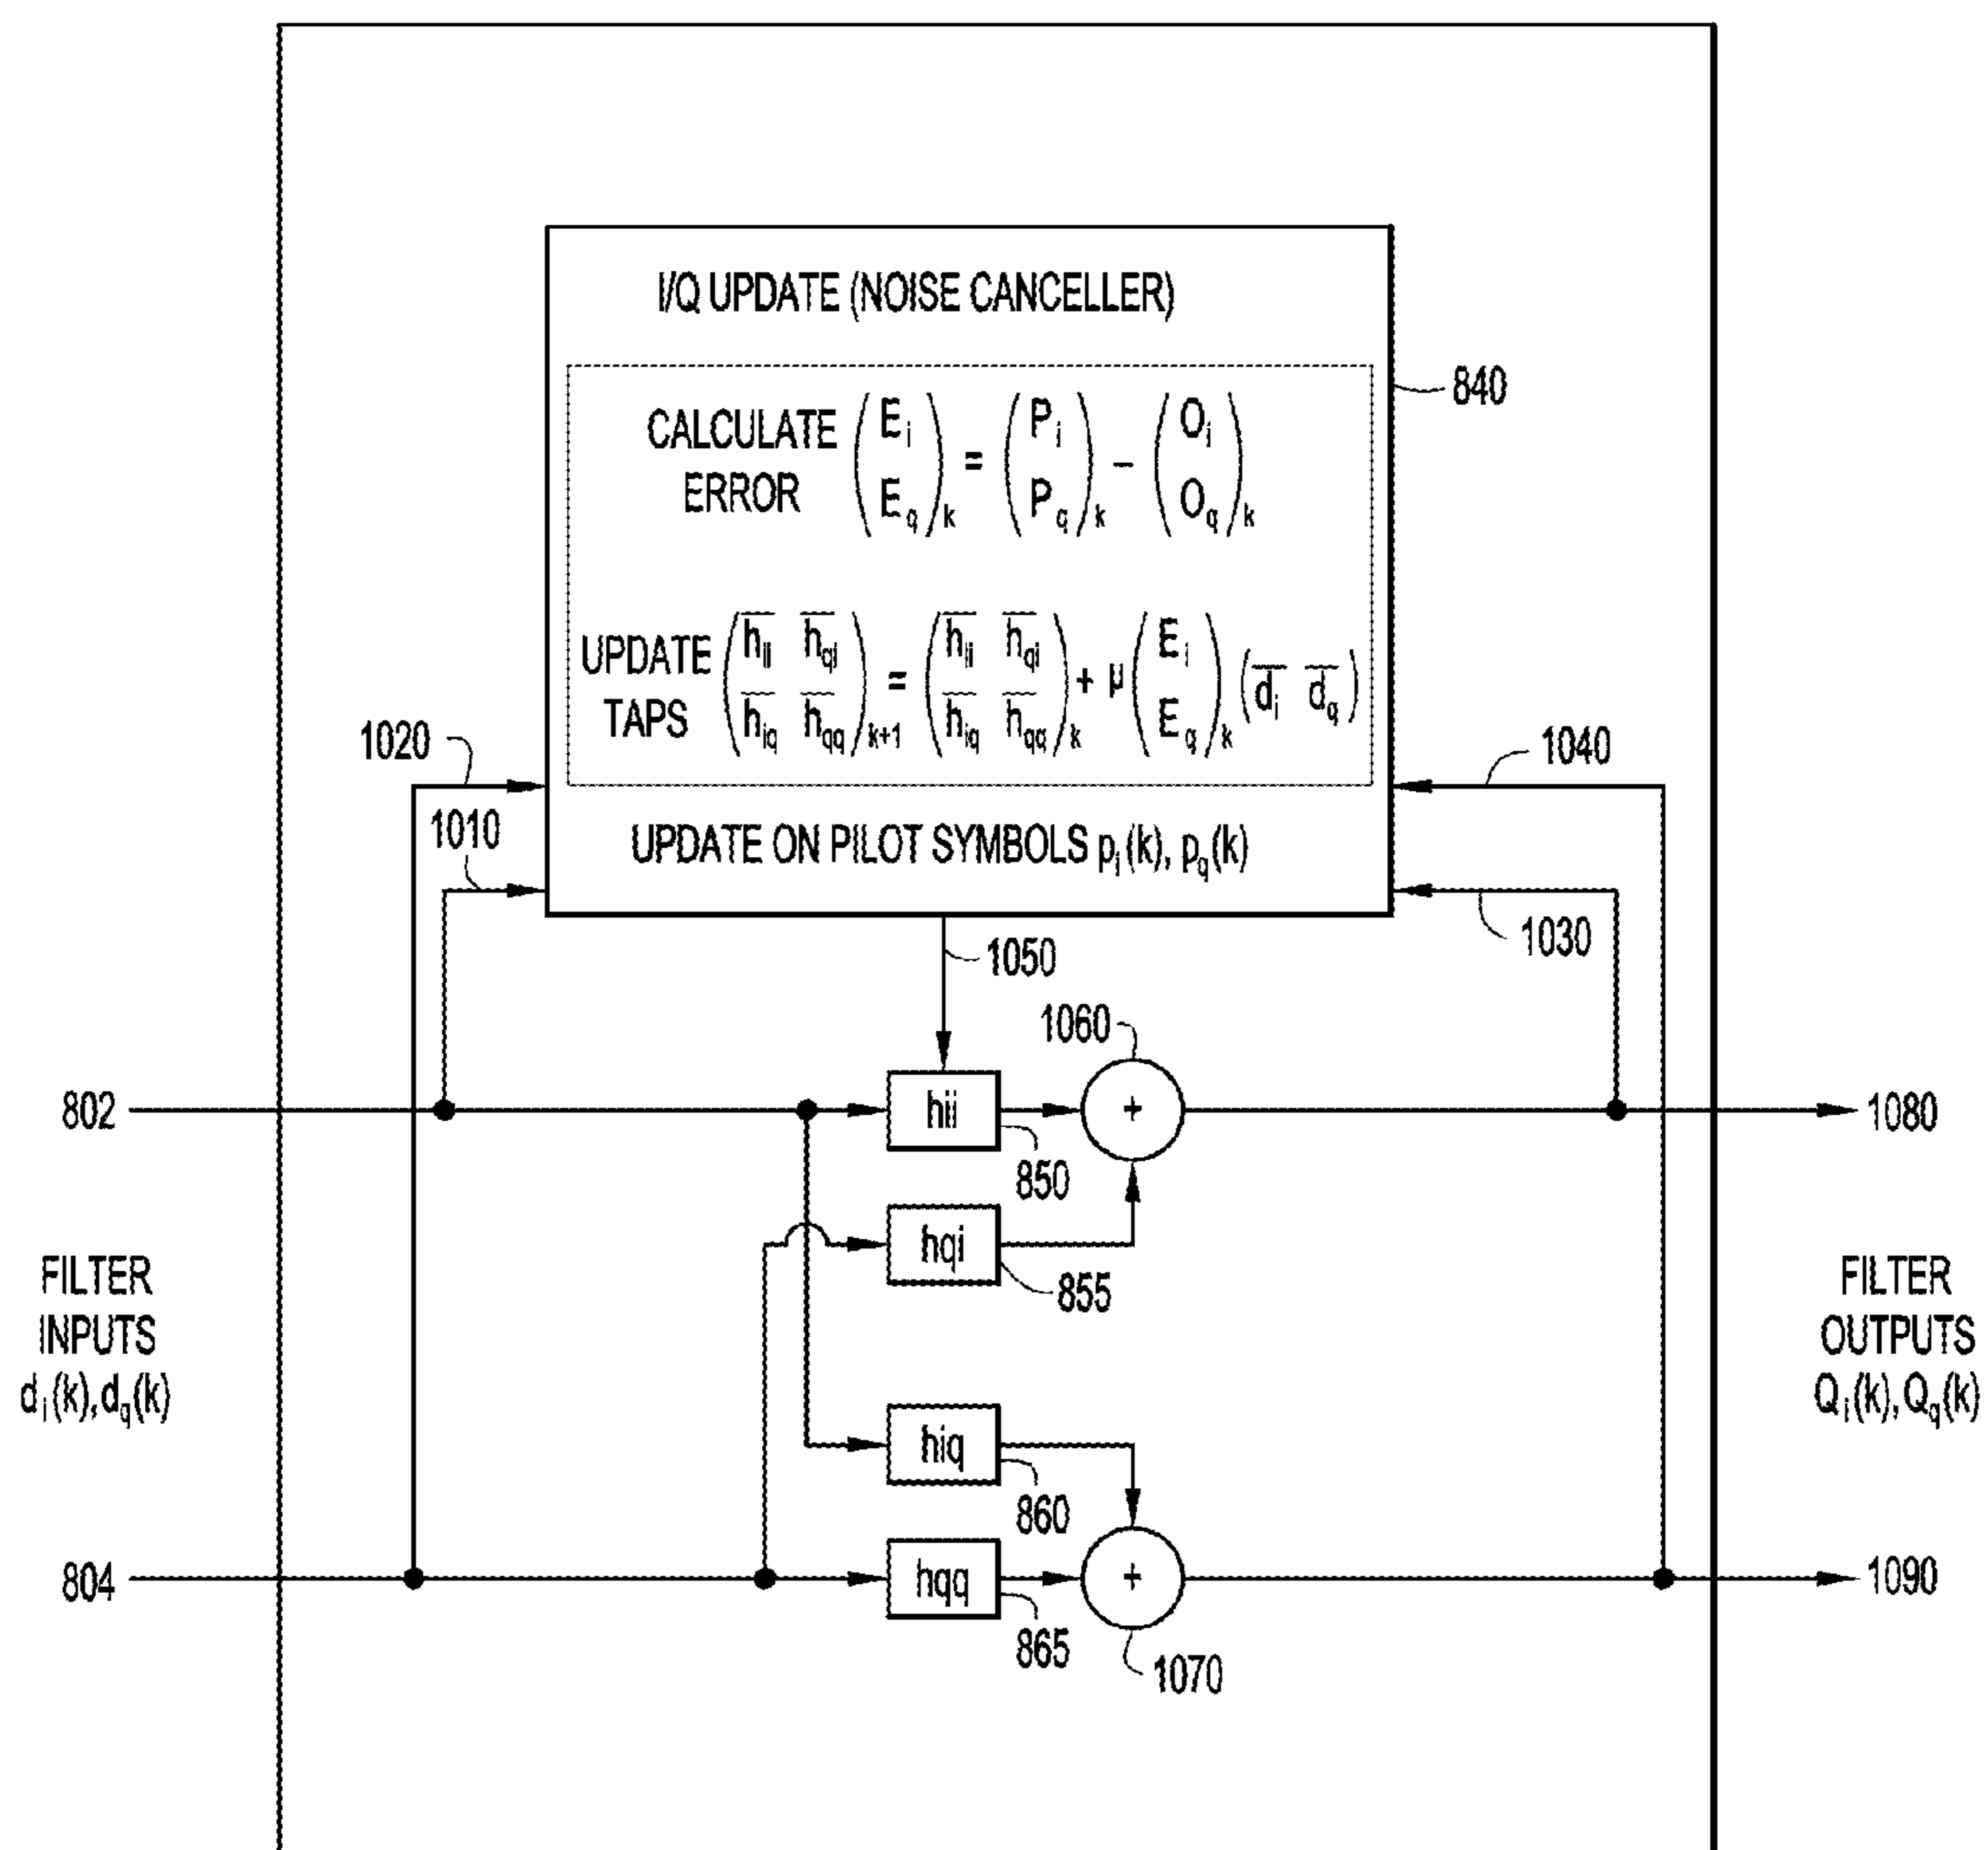 I/Q UPDATE (NOISE CANCELLER)
840
CALCULATE ERROR (E_i E_q)_k = (P_i P_q)_k − (O_i O_q)_k
UPDATE TAPS (h_ii h_qi h_iq h_qq)_k+1 = (h_ii h_qi h_iq h_qq)_k + μ (E_i E_q)_k (d_i d_q)
1020
1040
1010
UPDATE ON PILOT SYMBOLS p_i(k), p_q(k)
1030
1050
1060
802
hii
+
1080
850
hqi
855
FILTER
INPUTS
d_i(k),d_q(k)
FILTER
OUTPUTS
Q_i(k),Q_q(k)
hiq
860
804
hqq
+
1090
865
1070